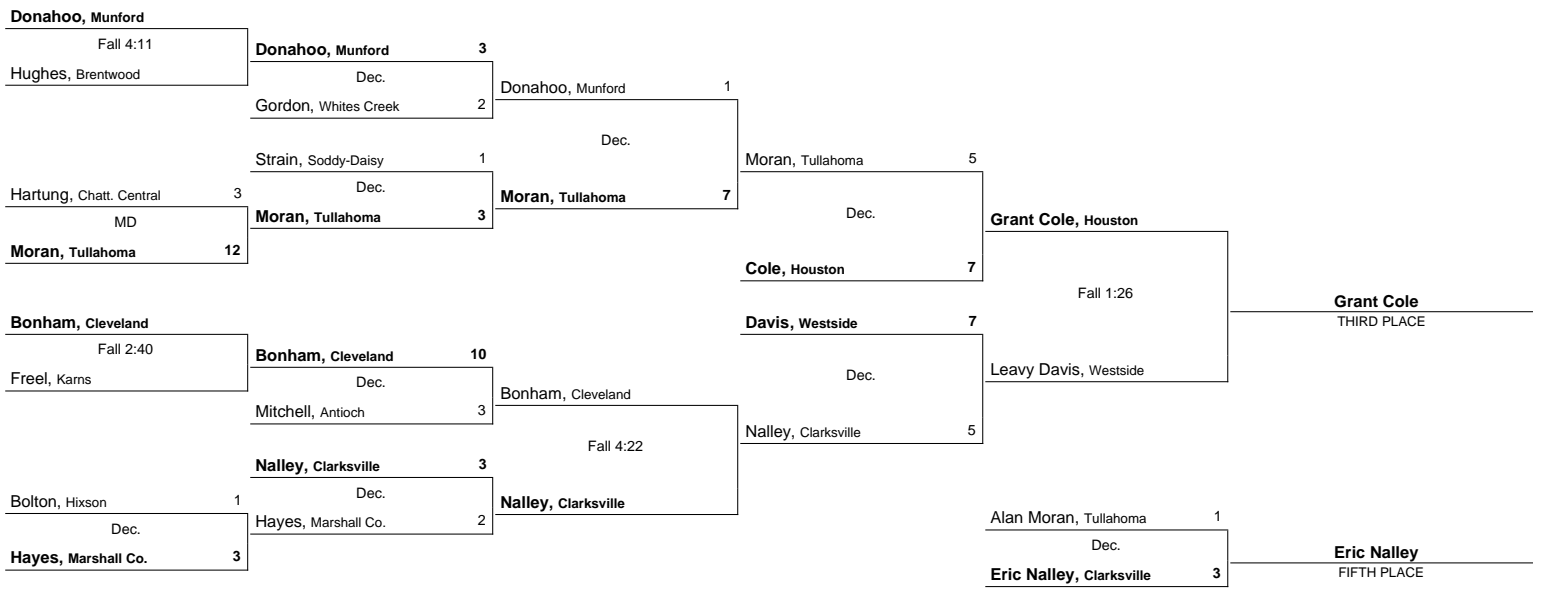 Donahoo, Munford
Fall 4:11
Hughes, Brentwood
Hartung, Chatt. Central 3
MD
Moran, Tullahoma 12
Bonham, Cleveland
Fall 2:40
Freel, Karns
Bolton, Hixson 1
Dec.
Hayes, Marshall Co. 3
Donahoo, Munford 3
Dec.
Gordon, Whites Creek 2
Strain, Soddy-Daisy 1
Dec.
Moran, Tullahoma 3
Bonham, Cleveland 10
Dec.
Mitchell, Antioch 3
Nalley, Clarksville 3
Dec.
Hayes, Marshall Co. 2
Donahoo, Munford 1
Dec.
Moran, Tullahoma 7
Bonham, Cleveland
Fall 4:22
Nalley, Clarksville
Moran, Tullahoma 5
Dec.
Cole, Houston 7
Davis, Westside 7
Dec.
Nalley, Clarksville 5
Grant Cole, Houston
Fall 1:26
Leavy Davis, Westside
Grant Cole
THIRD PLACE
Alan Moran, Tullahoma 1
Dec.
Eric Nalley, Clarksville 3
Eric Nalley
FIFTH PLACE